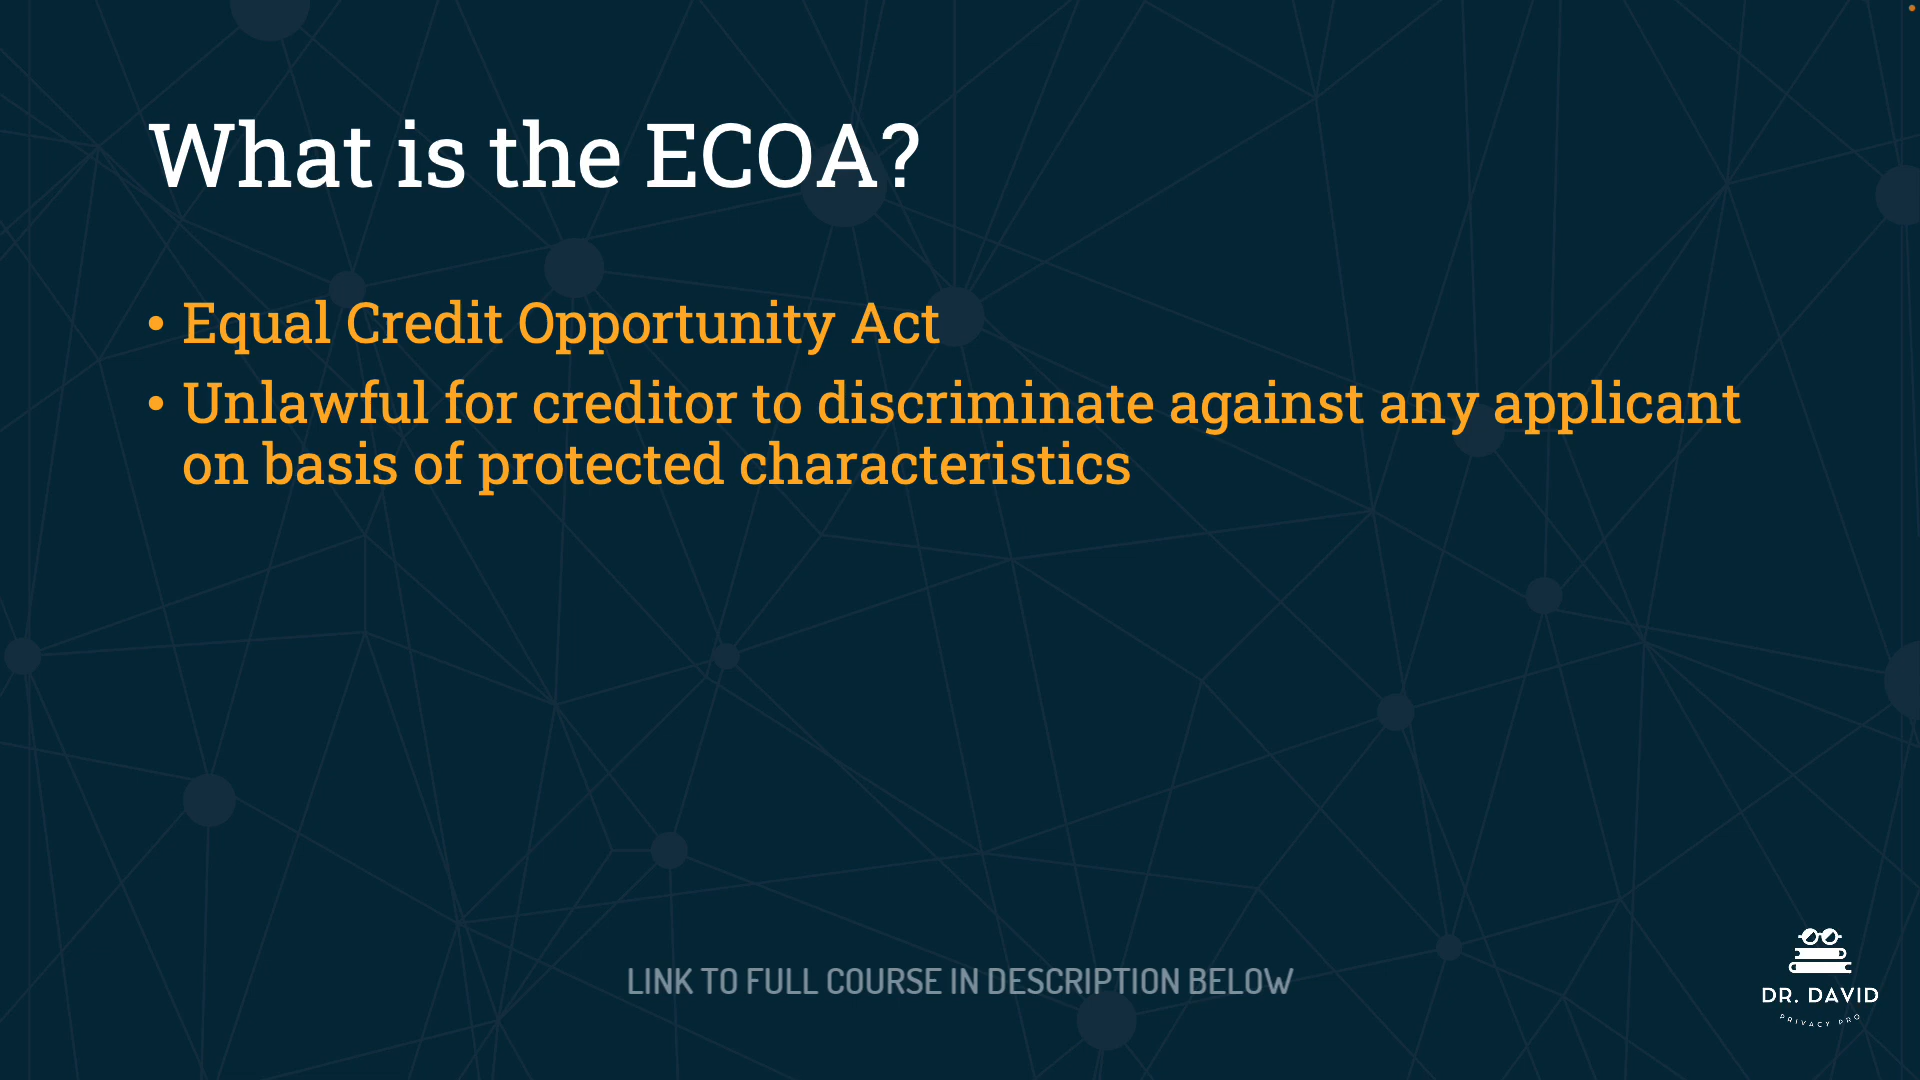 What is the ECOA?
• Equal Credit Opportunity Act
• Unlawful for creditor to discriminate against any applicant
on basis of protected characteristics
LINK TO FULL COURSE IN DESCRIPTION BELOW
DR. DAVID
PRIVACY PRO